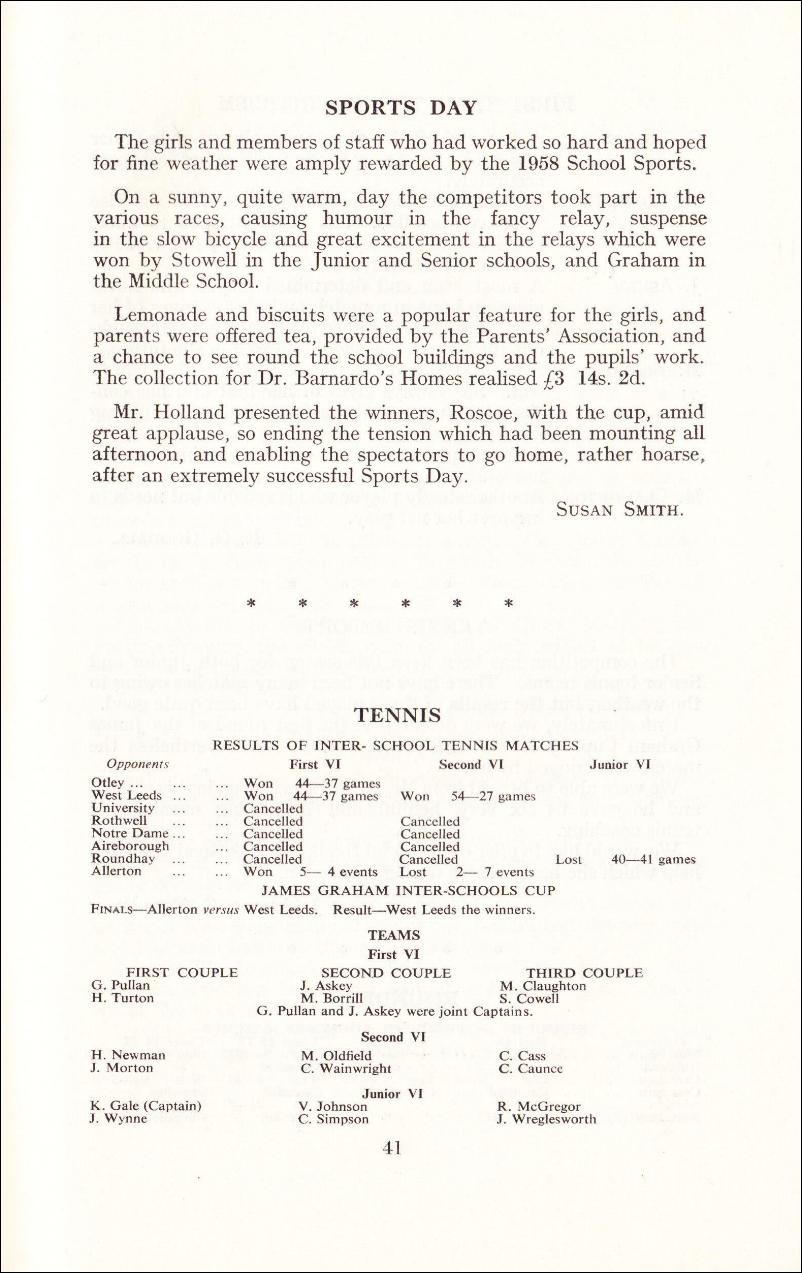 SPORTS DAY
The girls and members of staff who had worked so hard and hoped
for fine weather were amply rewarded by the 1958 School Sports.
On a sunny, quite warm, day the competitors took part in the
various races, causing humour in the fancy relay, suspense
in the slow bicycle and great excitement in the relays which were
won by Stowell in the Junior and Senior schools, and Graham in
the Middle School.
Lemonade and biscuits were a popular feature for the girls, and
parents were offered tea, provided by the Parents' Association, and
a chance to see round the school buildings and the pupils' work.
The collection for Dr. Barnardo's Homes realised £3 14s. 2d.
Mr. Holland presented the winners, Roscoe, with the cup, amid
great applause, so ending the tension which had been mounting all
afternoon, and enabling the spectators to go home, rather hoarse,
after an extremely successful Sports Day.
SUSAN SMITH.
* * * * * *
TENNIS
RESULTS OF INTER- SCHOOL TENNIS MATCHES
Opponents First VI Second VI Junior VI
Otley ... ... ... Won 44—37 games
West Leeds ... ... Won 44—37 games Won 54—27 games
University ... ... Cancelled
Rothwell ... ... Cancelled Cancelled
Notre Dame ... ... Cancelled Cancelled
Aireborough ... Cancelled Cancelled
Roundhay ... ... Cancelled Cancelled Lost 40—41 games
Allerton ... ... Won 5— 4 events Lost 2— 7 events
JAMES GRAHAM INTER-SCHOOLS CUP
FINALS—Allerton versus West Leeds. Result—West Leeds the winners.
TEAMS
First VI
FIRST COUPLE SECOND COUPLE THIRD COUPLE
G. Pullan J. Askey M. Claughton
H. Turton M. Borrill S. Cowell
G. Pullan and J. Askey were joint Captains.
Second VI
H. Newman M. Oldfield C. Cass
J. Morton C. Wainwright C. Caunce
Junior VI
K. Gale (Captain) V. Johnson R. McGregor
J. Wynne C. Simpson J. Wreglesworth
41